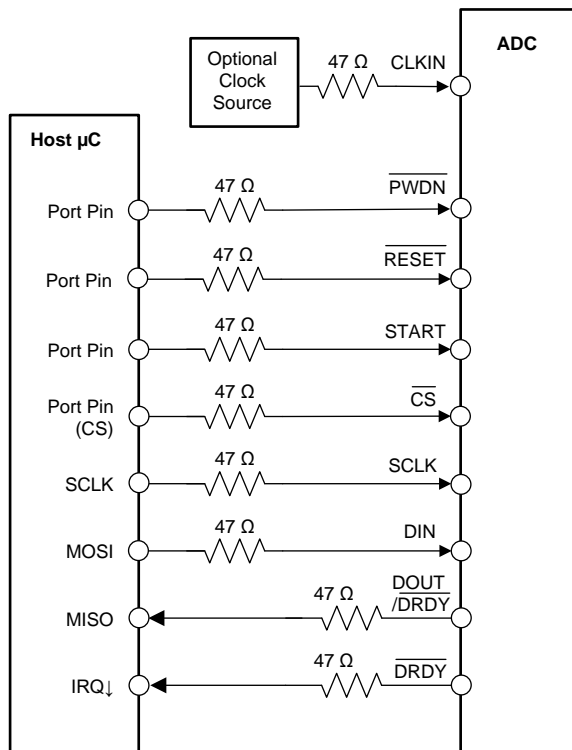 ADC
Optional
Clock
Source
47 Ω
CLKIN
Host µC
Port Pin
47 Ω
PWDN
Port Pin
47 Ω
RESET
Port Pin
47 Ω
START
Port Pin
(CS)
47 Ω
CS
SCLK
47 Ω
SCLK
MOSI
47 Ω
DIN
MISO
47 Ω
DOUT
/DRDY
IRQ↓
47 Ω
DRDY